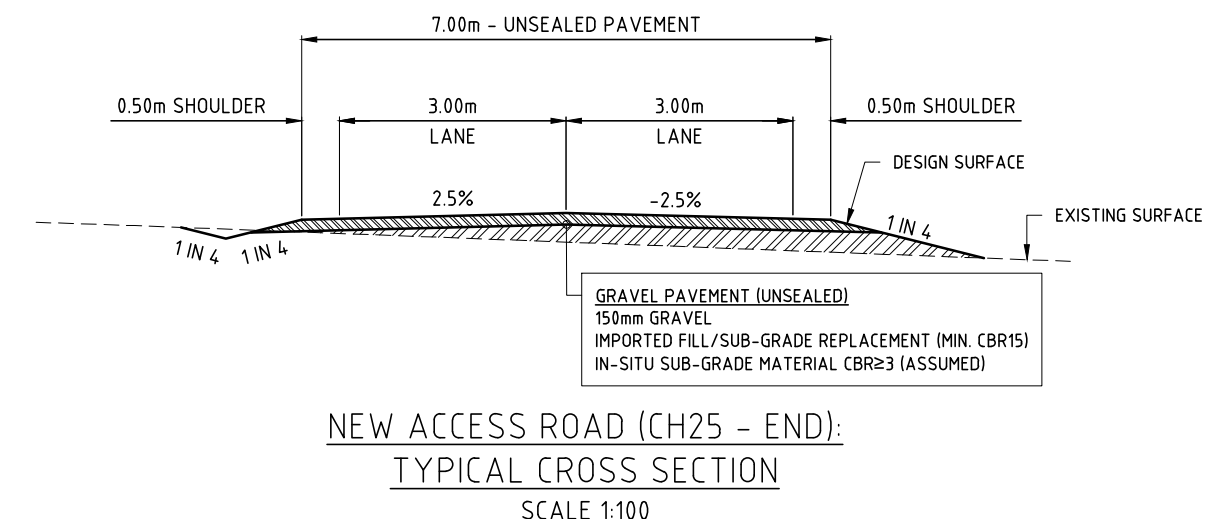 7.00m - UNSEALED PAVEMENT
0.50m SHOULDER
3.00m
LANE
3.00m
LANE
0.50m SHOULDER
DESIGN SURFACE
2.5%
-2.5%
EXISTING SURFACE
1 IN 4
1 IN 4
1 IN 4
GRAVEL PAVEMENT (UNSEALED)
150mm GRAVEL
IMPORTED FILL/SUB-GRADE REPLACEMENT (MIN. CBR15)
IN-SITU SUB-GRADE MATERIAL CBR≥3 (ASSUMED)
NEW ACCESS ROAD (CH25 - END):
TYPICAL CROSS SECTION
SCALE 1:100